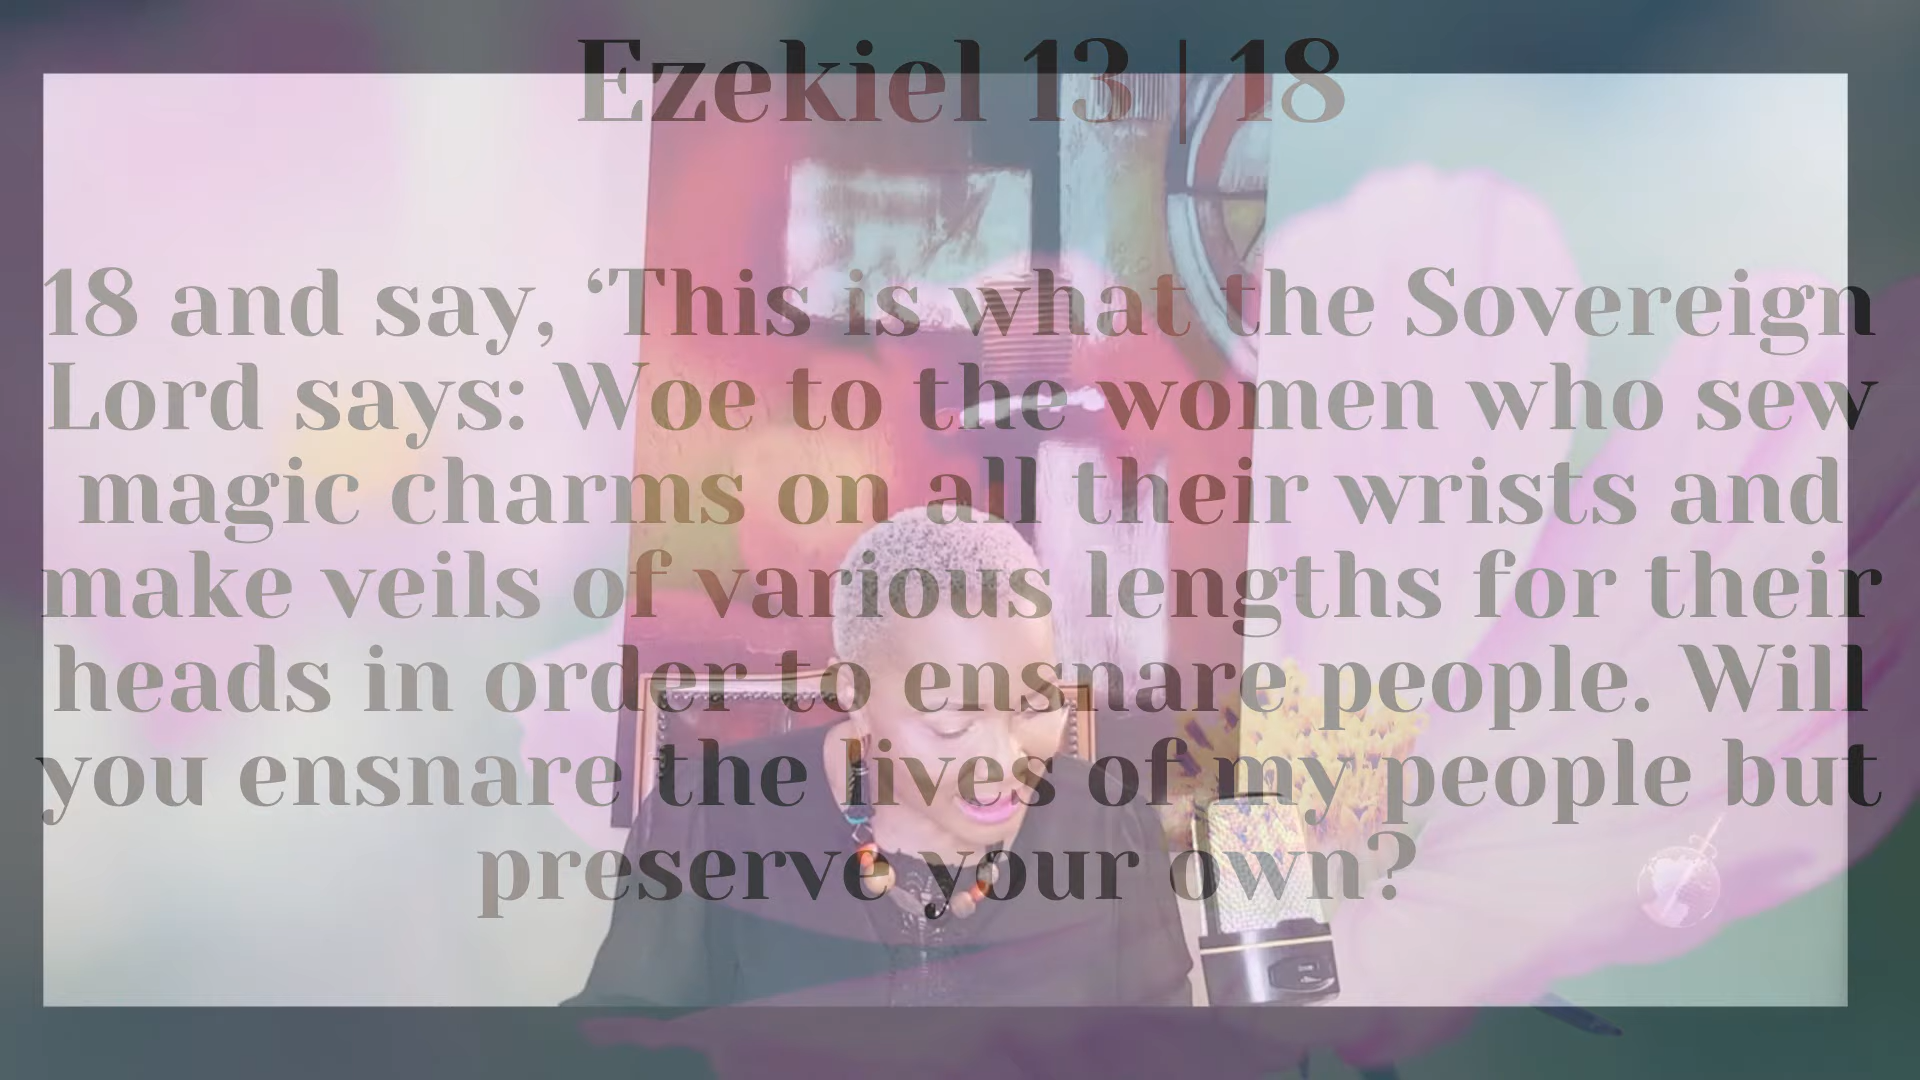 Ezekiel 13 | 18
18 and say, ‘This is what the Sovereign
Lord says: Woe to the women who sew
magic charms on all their wrists and
make veils of various lengths for their
heads in order to ensnare people. Will
you ensnare the lives of my people but
preserve your own?